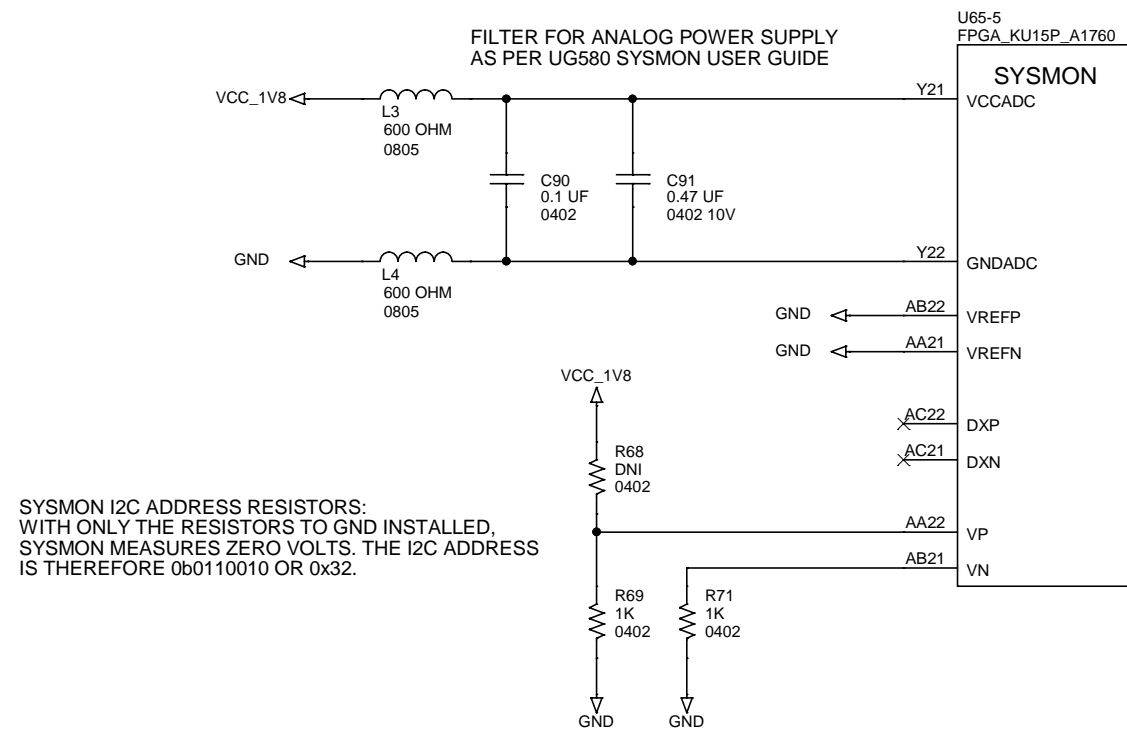 U65-5
FPGA_KU15P_A1760
FILTER FOR ANALOG POWER SUPPLY
AS PER UG580 SYSMON USER GUIDE
SYSMON
VCC_1V8
Y21
VCCADC
L3
600 OHM
0805
C90
0.1 UF
0402
C91
0.47 UF
0402 10V
GND
Y22
GNDADC
L4
600 OHM
0805
GND
AB22
VREFP
GND
AA21
VREFN
VCC_1V8
AC22
DXP
AC21
DXN
R68
DNI
0402
SYSMON I2C ADDRESS RESISTORS:
WITH ONLY THE RESISTORS TO GND INSTALLED,
SYSMON MEASURES ZERO VOLTS. THE I2C ADDRESS
IS THEREFORE 0b0110010 OR 0x32.
AA22
VP
AB21
VN
R69
1K
0402
R71
1K
0402
GND
GND